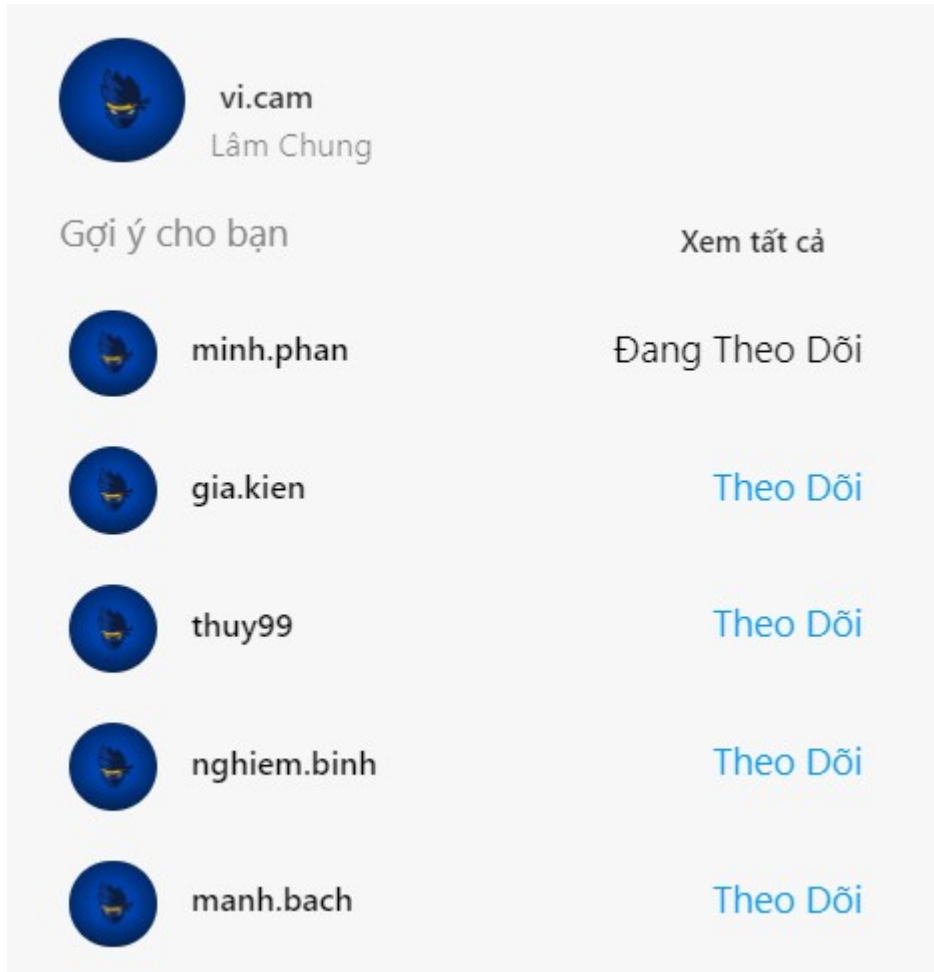 vi.cam
Lâm Chung
Gợi ý cho bạn Xem tất cả
minh.phan Đang Theo Dõi
gia.kien Theo Dõi
thuy99 Theo Dõi
nghiem.binh Theo Dõi
manh.bach Theo Dõi